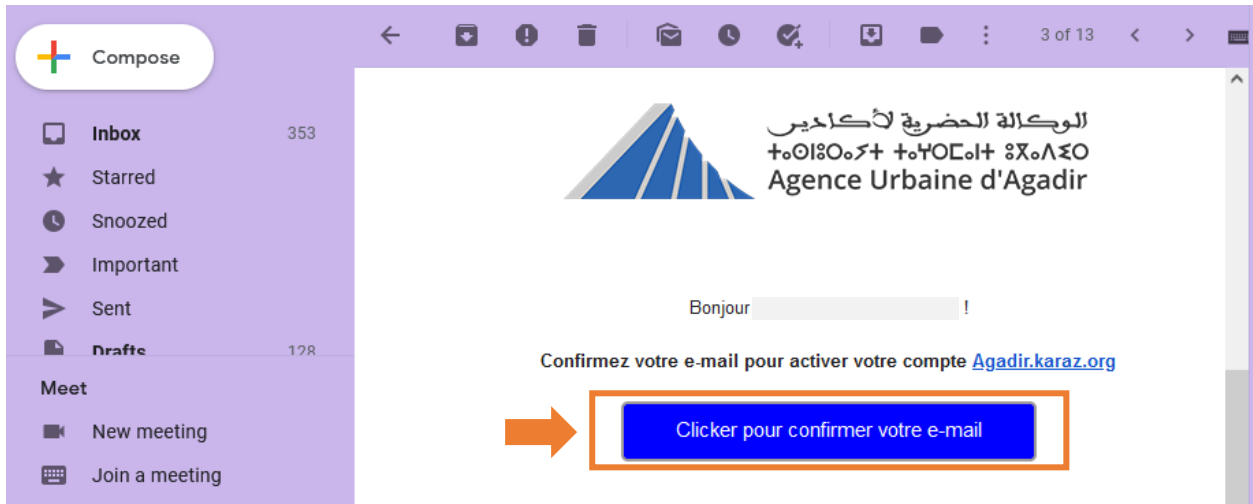 Compose
3 of 13
Inbox 353
Starred
Snoozed
Important
Sent
Drafts 128
Meet
New meeting
Join a meeting
الوكالة الحضرية لأكادير
ⵜⴰⵙⵏⵓⵔⴰⵢⵜ ⵜⴰⵖⵔⵎⴰⵏⵜ ⵓⴳⴰⴷⵉⵔ
Agence Urbaine d'Agadir
Bonjour !
Confirmez votre e-mail pour activer votre compte Agadir.karaz.org
Clicker pour confirmer votre e-mail